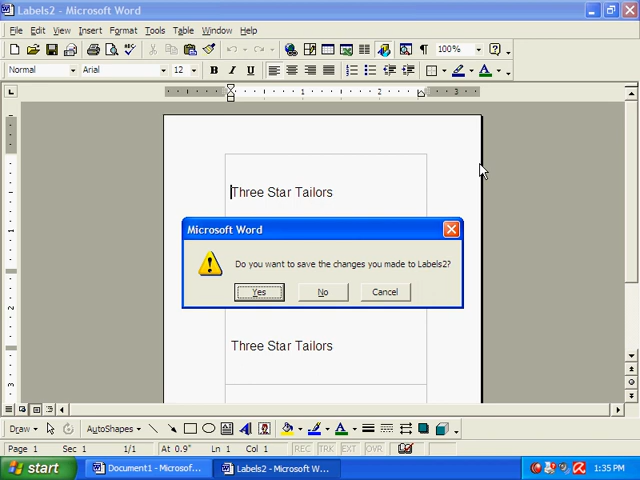 Labels2 - Microsoft Word
File Edit View Insert Format Tools Table Window Help
100%
Normal Arial 12 B I U
1 2 3
Three Star Tailors
Microsoft Word
Do you want to save the changes you made to Labels2?
Yes No Cancel
Three Star Tailors
Draw AutoShapes
Page 1 Sec 1 1/1 At 0.9" Ln 1 Col 1 REC TRK EXT OVR
start Document1 - Microsof... Labels2 - Microsoft W... 1:35 PM